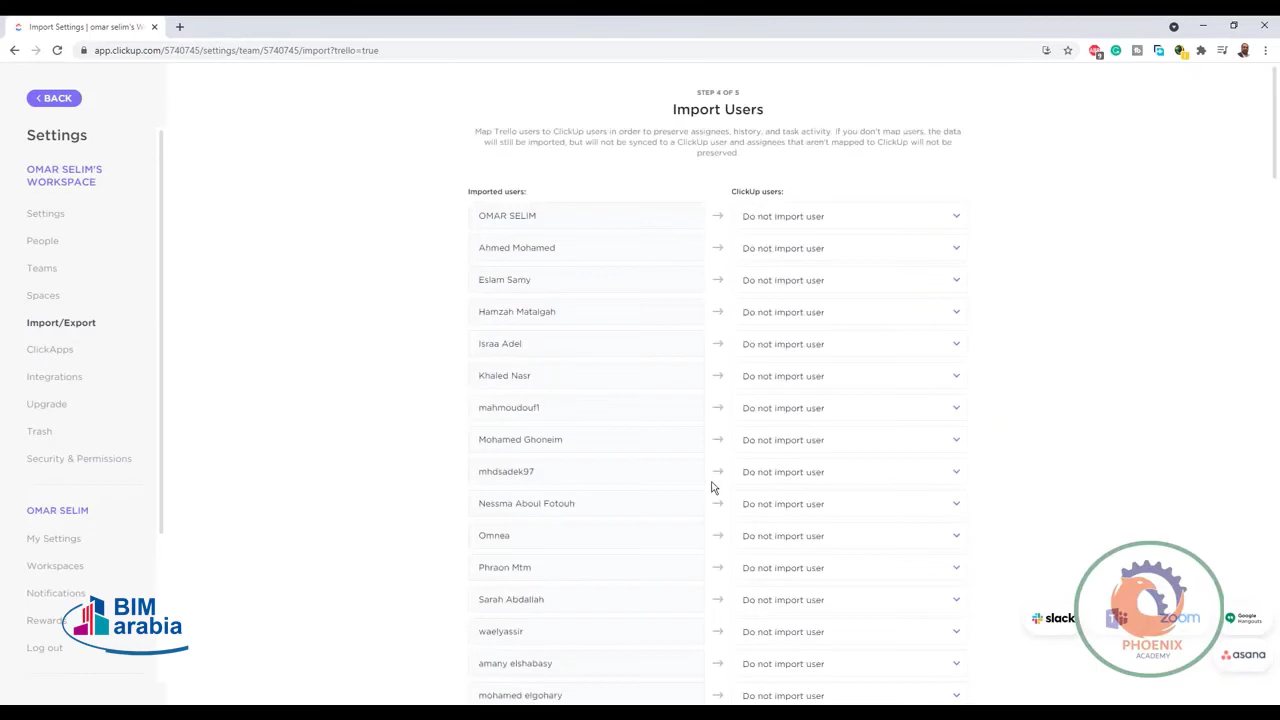 Import Settings | omar selim's W
app.clickup.com/5740745/settings/team/5740745/import?trello=true
BACK
Settings
OMAR SELIM'S
WORKSPACE
Settings
People
Teams
Spaces
Import/Export
ClickApps
Integrations
Upgrade
Trash
Security & Permissions
OMAR SELIM
My Settings
Workspaces
Notifications
Rewards
Log out
STEP 4 OF 5
Import Users
Map Trello users to ClickUp users in order to preserve assignees, history, and task activity. if you don't map users, the data
will still be imported, but will not be synced to a ClickUp user and assignees that aren't mapped to ClickUp will not be
preserved
Imported users: ClickUp users:
OMAR SELIM → Do not import user
Ahmed Mohamed → Do not import user
Eslam Samy → Do not import user
Hamzah Matalgah → Do not import user
Israa Adel → Do not import user
Khaled Nasr → Do not import user
mahmoudouf1 → Do not import user
Mohamed Ghoneim → Do not import user
mhdsadek97 → Do not import user
Nessma Aboul Fotouh → Do not import user
Omnea → Do not import user
Phraon Mtm → Do not import user
Sarah Abdallah → Do not import user
waelyassir → Do not import user
amany elshabasy → Do not import user
mohamed elgohary → Do not import user
BIM
arabia
slack
zoom
Google
Hangouts
asana
PHOENIX
ACADEMY